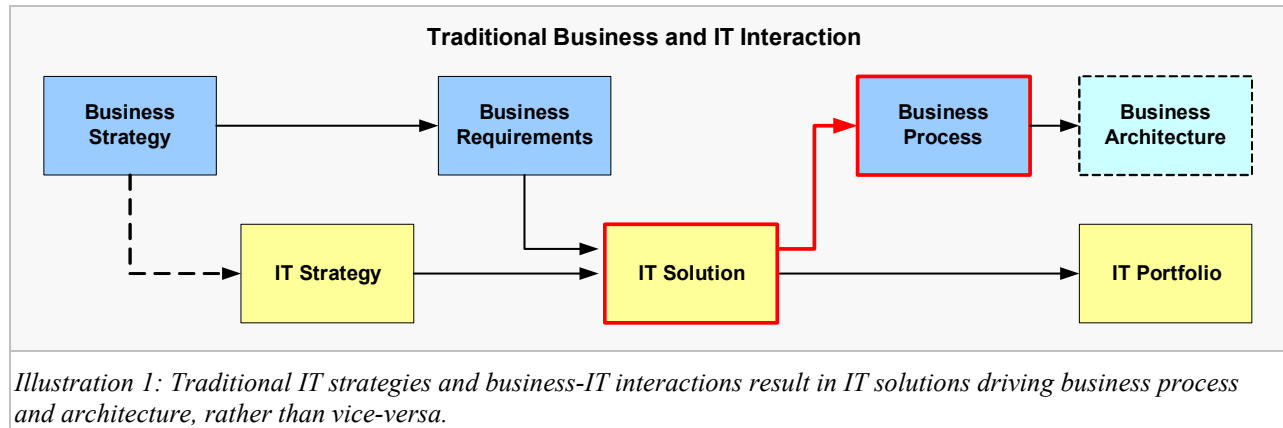 Traditional Business and IT Interaction
Business
Strategy
Business
Requirements
Business
Process
Business
Architecture
IT Strategy
IT Solution
IT Portfolio
Illustration 1: Traditional IT strategies and business-IT interactions result in IT solutions driving business process
and architecture, rather than vice-versa.